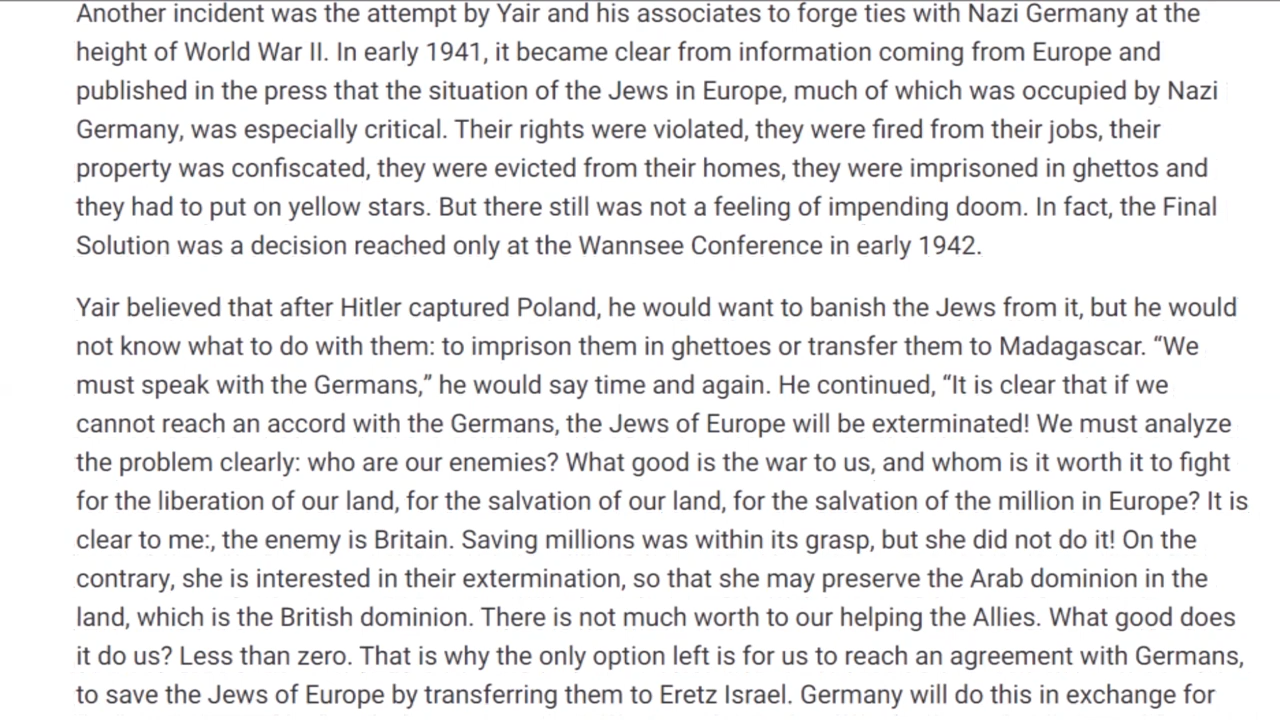 Another incident was the attempt by Yair and his associates to forge ties with Nazi Germany at the
height of World War II. In early 1941, it became clear from information coming from Europe and
published in the press that the situation of the Jews in Europe, much of which was occupied by Nazi
Germany, was especially critical. Their rights were violated, they were fired from their jobs, their
property was confiscated, they were evicted from their homes, they were imprisoned in ghettos and
they had to put on yellow stars. But there still was not a feeling of impending doom. In fact, the Final
Solution was a decision reached only at the Wannsee Conference in early 1942.
Yair believed that after Hitler captured Poland, he would want to banish the Jews from it, but he would
not know what to do with them: to imprison them in ghettoes or transfer them to Madagascar. “We
must speak with the Germans,” he would say time and again. He continued, “It is clear that if we
cannot reach an accord with the Germans, the Jews of Europe will be exterminated! We must analyze
the problem clearly: who are our enemies? What good is the war to us, and whom is it worth it to fight
for the liberation of our land, for the salvation of our land, for the salvation of the million in Europe? It is
clear to me:, the enemy is Britain. Saving millions was within its grasp, but she did not do it! On the
contrary, she is interested in their extermination, so that she may preserve the Arab dominion in the
land, which is the British dominion. There is not much worth to our helping the Allies. What good does
it do us? Less than zero. That is why the only option left is for us to reach an agreement with Germans,
to save the Jews of Europe by transferring them to Eretz Israel. Germany will do this in exchange for